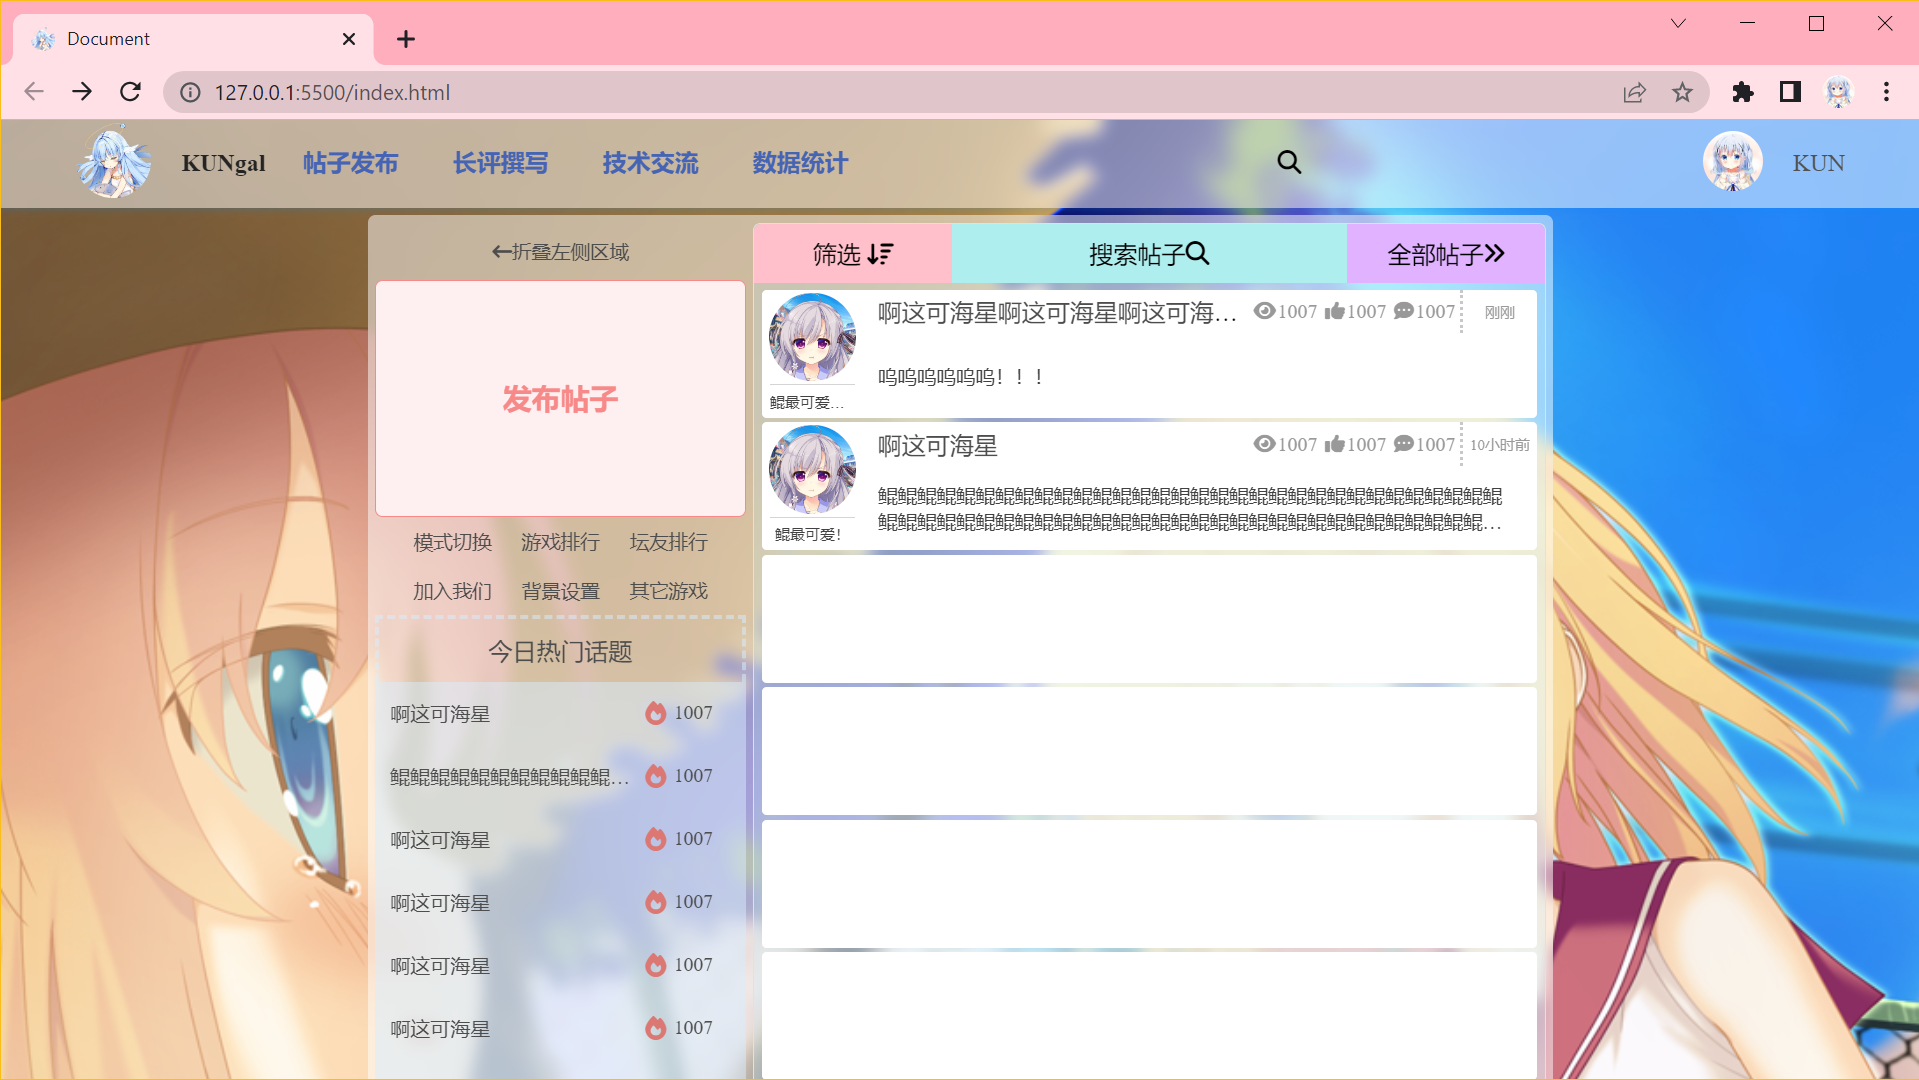 Document
127.0.0.1:5500/index.html
KUNgal 帖子发布 长评撰写 技术交流 数据统计 KUN
折叠左侧区域
发布帖子
模式切换 游戏排行 坛友排行
加入我们 背景设置 其它游戏
今日热门话题
啊这可海星 1007
鲲鲲鲲鲲鲲鲲鲲鲲鲲鲲鲲… 1007
啊这可海星 1007
啊这可海星 1007
啊这可海星 1007
啊这可海星 1007
筛选 搜索帖子 全部帖子
啊这可海星啊这可海星啊这可海… 1007 1007 1007 刚刚
呜呜呜呜呜呜！！！
鲲最可爱…
啊这可海星 1007 1007 1007 10小时前
鲲鲲鲲鲲鲲鲲鲲鲲鲲鲲鲲鲲鲲鲲鲲鲲鲲鲲鲲鲲鲲鲲鲲鲲鲲鲲鲲鲲鲲鲲鲲鲲
鲲鲲鲲鲲鲲鲲鲲鲲鲲鲲鲲鲲鲲鲲鲲鲲鲲鲲鲲鲲鲲鲲鲲鲲鲲鲲鲲鲲鲲鲲鲲…
鲲最可爱！